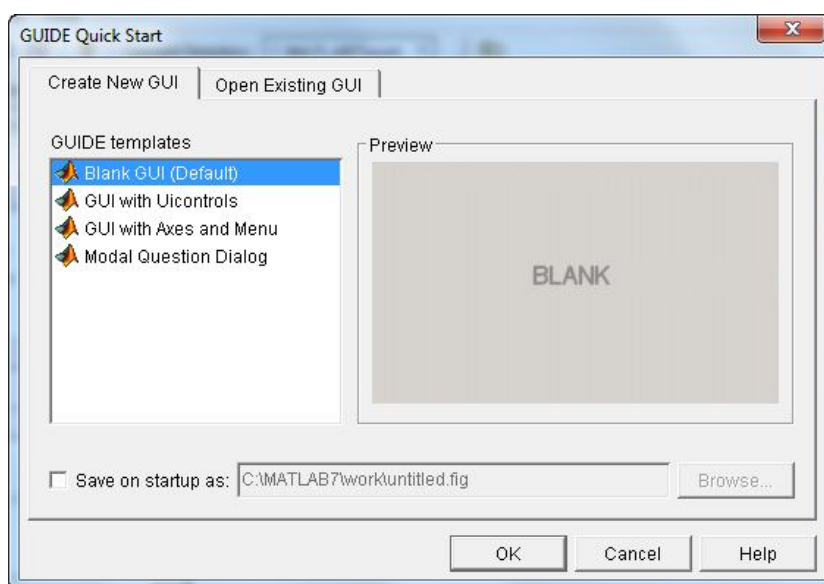 GUIDE Quick Start
Create New GUI
Open Existing GUI
GUIDE templates
Blank GUI (Default)
GUI with Uicontrols
GUI with Axes and Menu
Modal Question Dialog
Preview
BLANK
Save on startup as: C:\MATLAB7\work\untitled.fig Browse...
OK Cancel Help